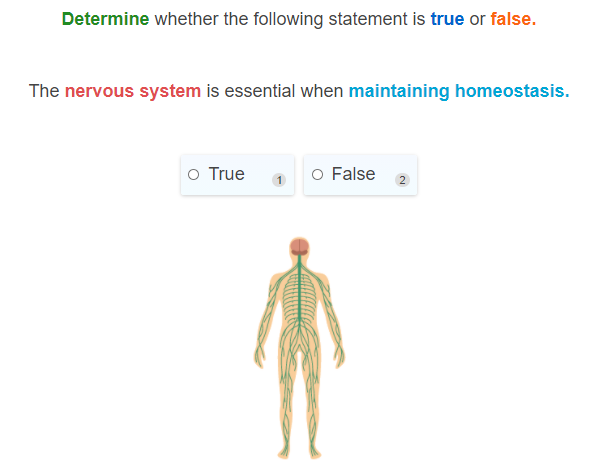 Determine whether the following statement is true or false.
The nervous system is essential when maintaining homeostasis.
True 1 False 2